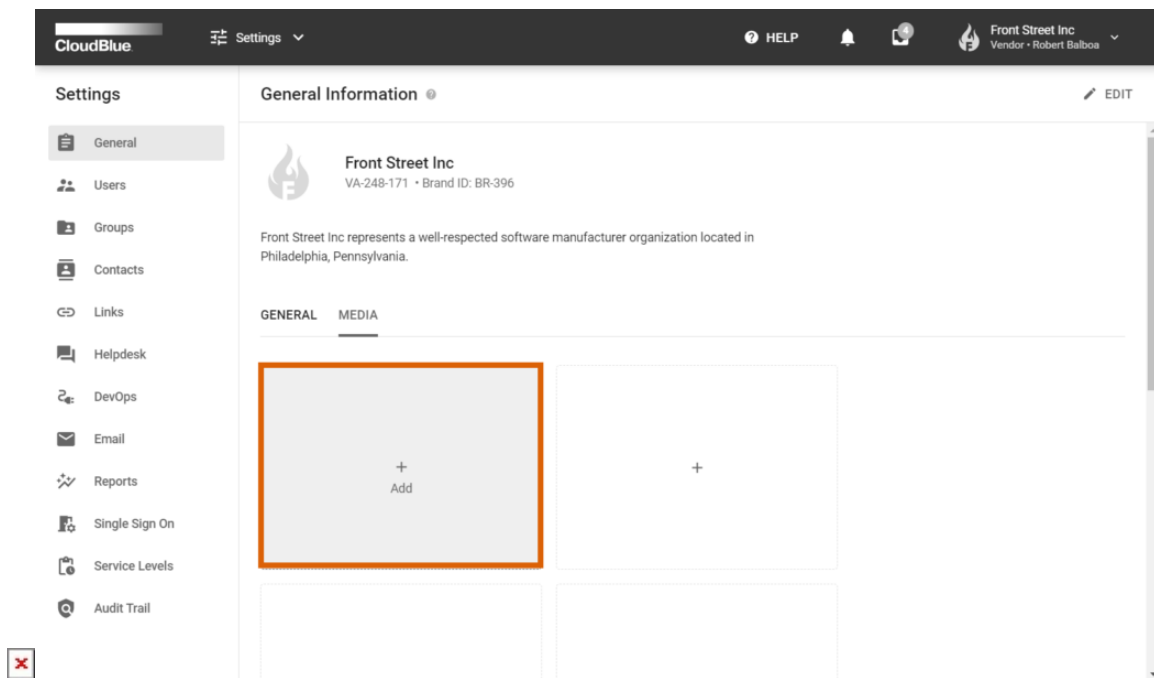 CloudBlue
Settings
HELP
4
Front Street Inc
Vendor • Robert Balboa
Settings
General Information
EDIT
General
Users
Groups
Contacts
Links
Helpdesk
DevOps
Email
Reports
Single Sign On
Service Levels
Audit Trail
F
Front Street Inc
VA-248-171 • Brand ID: BR-396
Front Street Inc represents a well-respected software manufacturer organization located in
Philadelphia, Pennsylvania.
GENERAL MEDIA
+
Add
+